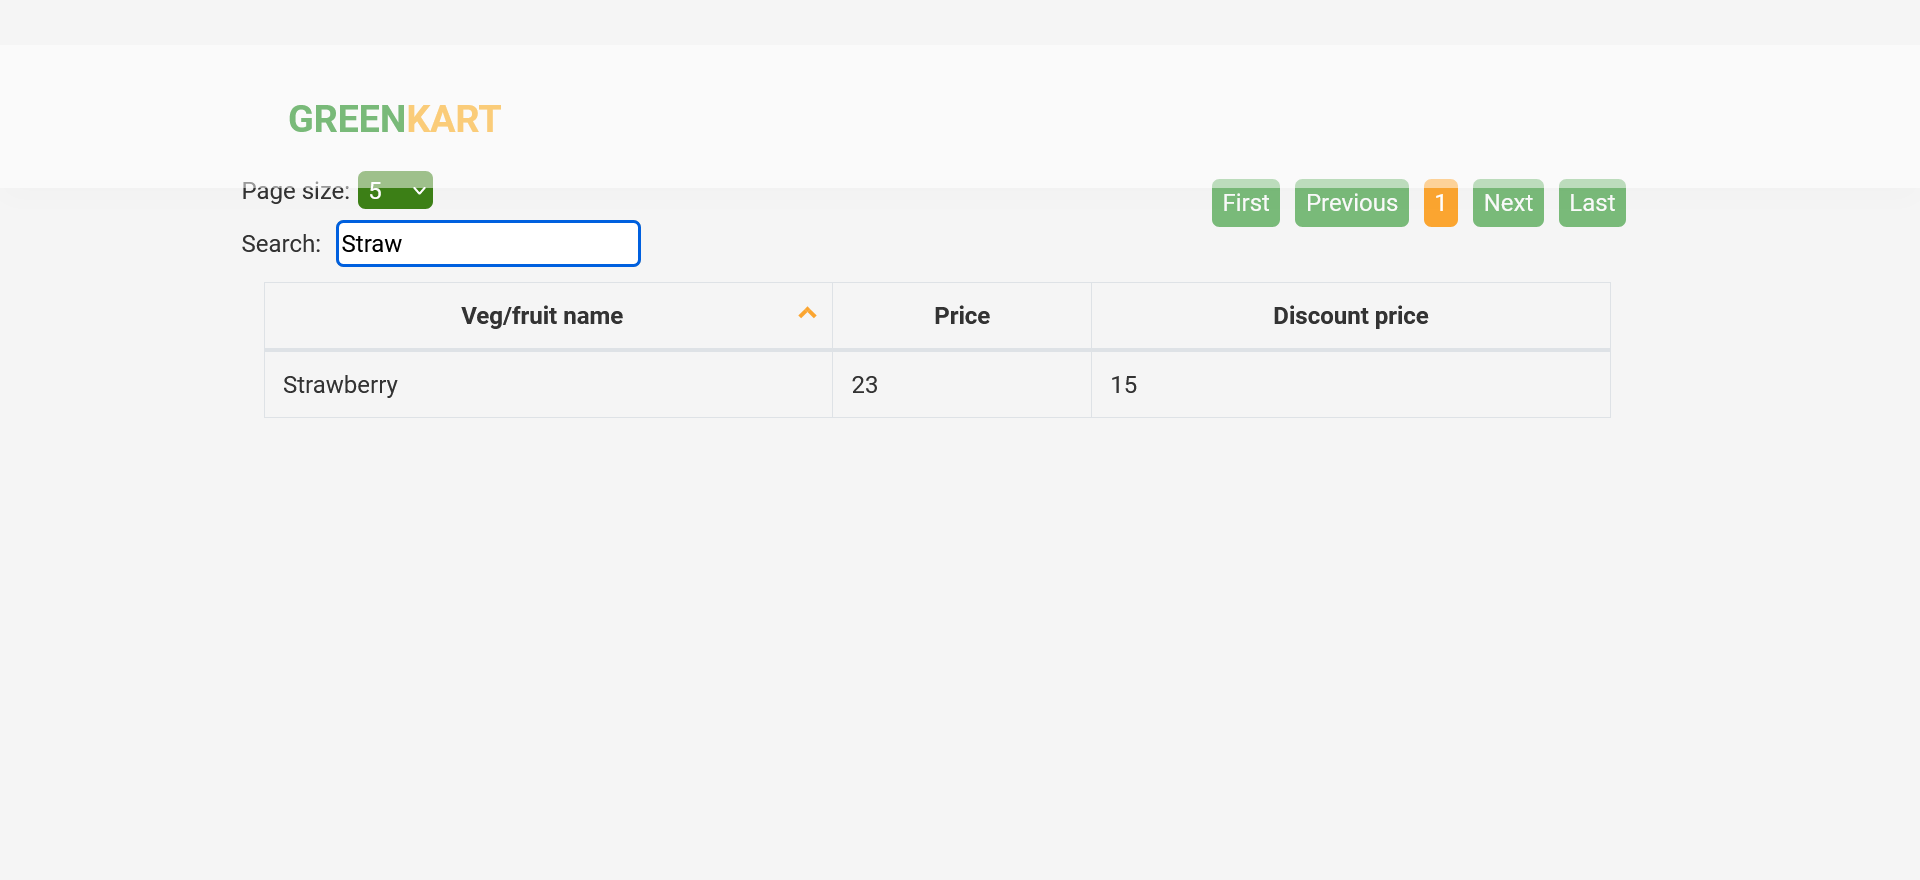 GREENKART
Page size: 5
First Previous 1 Next Last
Search: Straw
Veg/fruit name Price Discount price
Strawberry 23 15